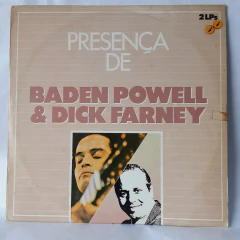 2 LPs
PRESENÇA
DE
BADEN POWELL
& DICK FARNEY